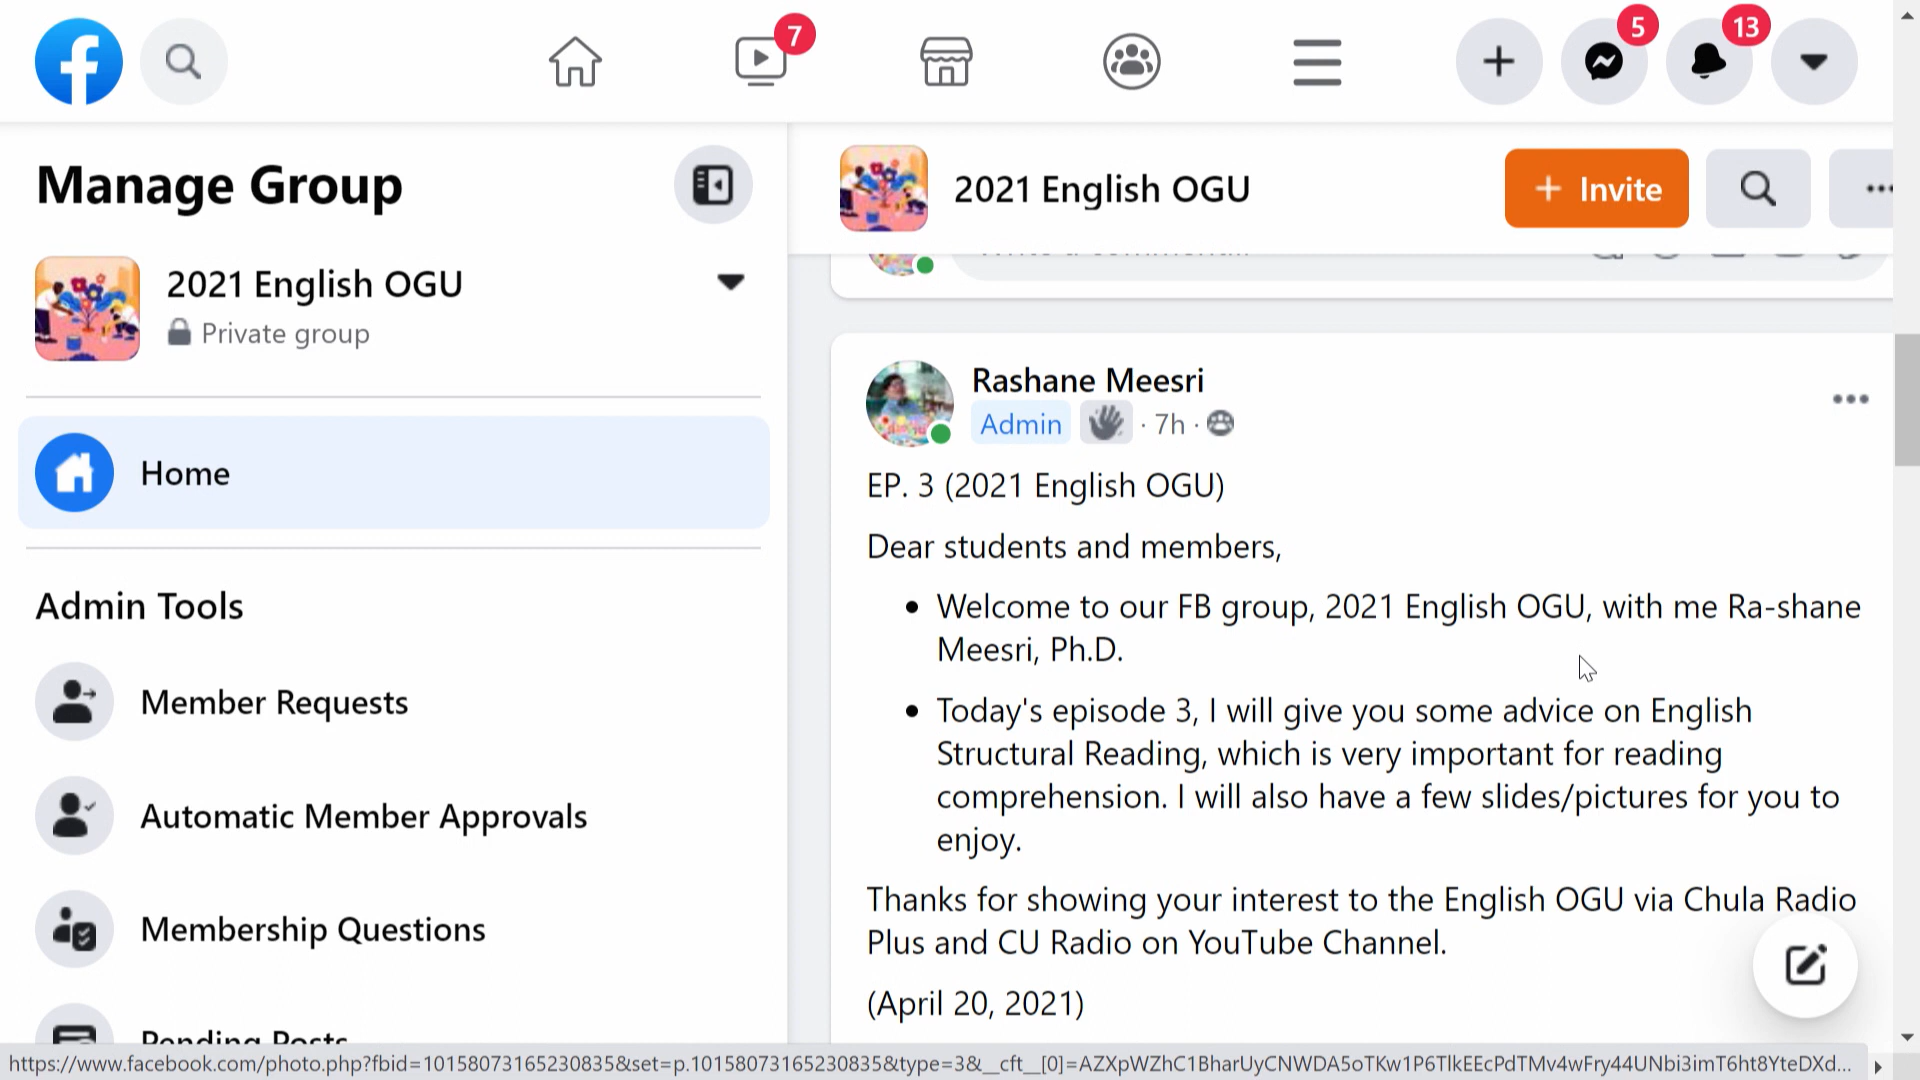 7
5
13
Manage Group
2021 English OGU
Private group
Home
Admin Tools
Member Requests
Automatic Member Approvals
Membership Questions
Pending Posts
2021 English OGU
+ Invite
Rashane Meesri
Admin · 7h ·
EP. 3 (2021 English OGU)
Dear students and members,
• Welcome to our FB group, 2021 English OGU, with me Ra-shane
Meesri, Ph.D.
• Today's episode 3, I will give you some advice on English
Structural Reading, which is very important for reading
comprehension. I will also have a few slides/pictures for you to
enjoy.
Thanks for showing your interest to the English OGU via Chula Radio
Plus and CU Radio on YouTube Channel.
(April 20, 2021)
https://www.facebook.com/photo.php?fbid=10158073165230835&set=p.10158073165230835&type=3&__cft__[0]=AZXpWZhC1BharUyCNWDA5oTKw1P6TlkEEcPdTMv4wFry44UNbi3imT6ht8YteDXd...